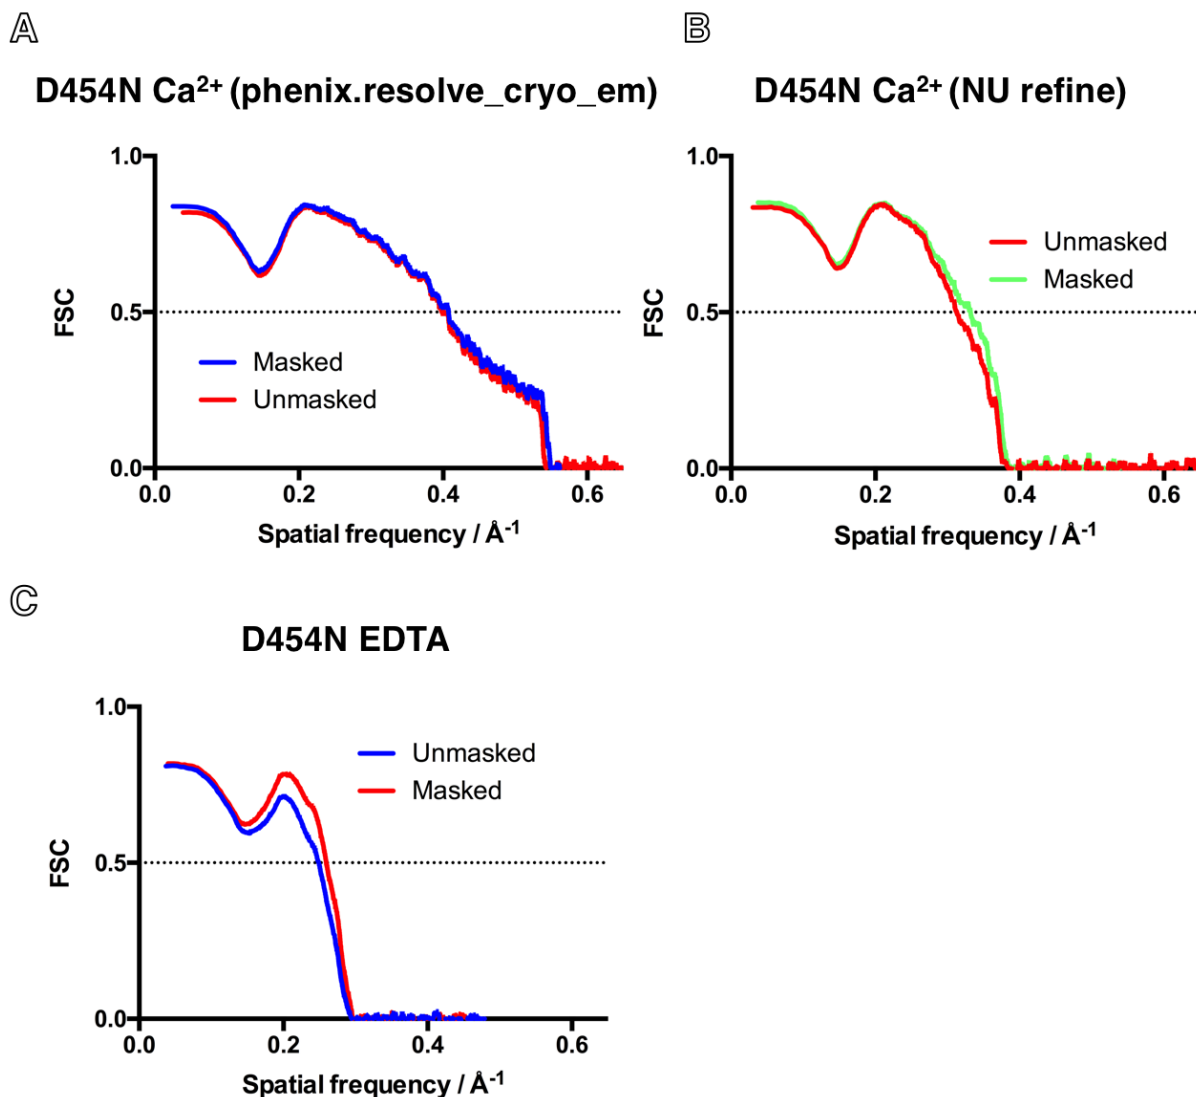 A
D454N Ca²⁺ (phenix.resolve_cryo_em)
1.0
0.5
0.0
FSC
Masked
Unmasked
0.0 0.2 0.4 0.6
Spatial frequency / Å⁻¹
B
D454N Ca²⁺ (NU refine)
1.0
0.5
0.0
FSC
Unmasked
Masked
0.0 0.2 0.4 0.6
Spatial frequency / Å⁻¹
C
D454N EDTA
1.0
0.5
0.0
FSC
Unmasked
Masked
0.0 0.2 0.4 0.6
Spatial frequency / Å⁻¹